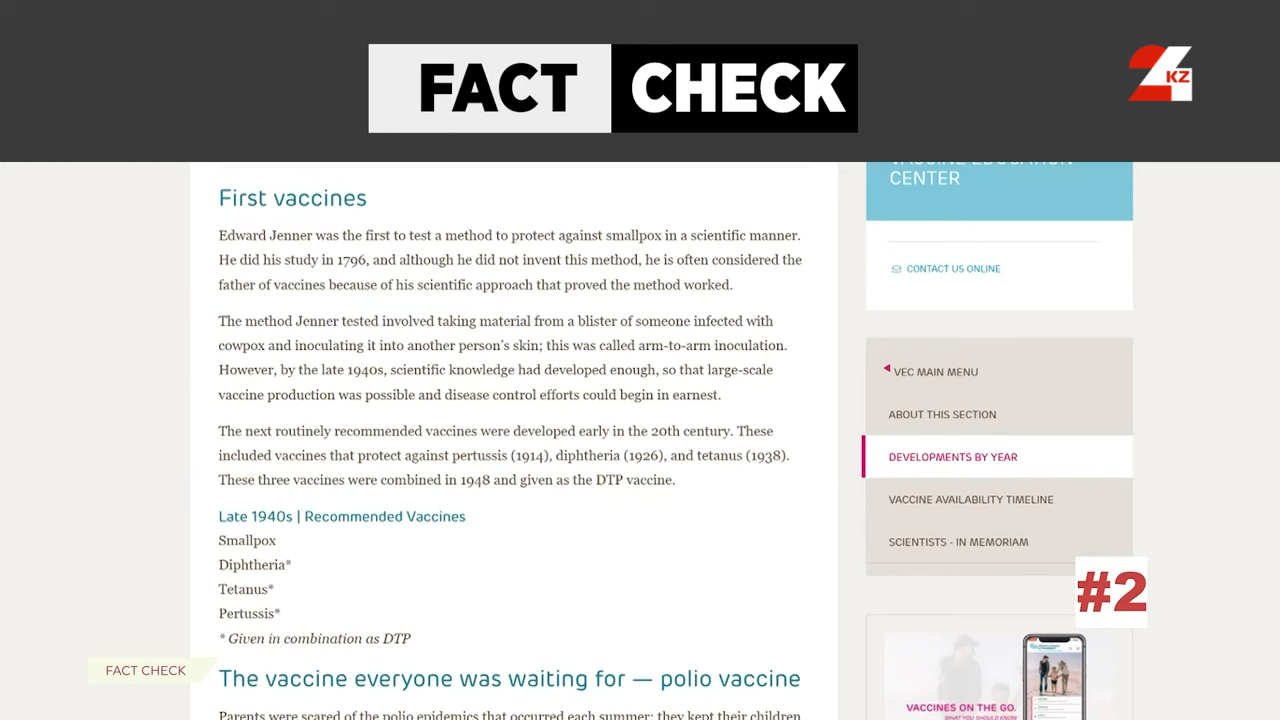 FACT CHECK
24 KZ
CENTER
First vaccines
Edward Jenner was the first to test a method to protect against smallpox in a scientific manner.
He did his study in 1796, and although he did not invent this method, he is often considered the
father of vaccines because of his scientific approach that proved the method worked.
The method Jenner tested involved taking material from a blister of someone infected with
cowpox and inoculating it into another person's skin; this was called arm-to-arm inoculation.
However, by the late 1940s, scientific knowledge had developed enough, so that large-scale
vaccine production was possible and disease control efforts could begin in earnest.
The next routinely recommended vaccines were developed early in the 20th century. These
included vaccines that protect against pertussis (1914), diphtheria (1926), and tetanus (1938).
These three vaccines were combined in 1948 and given as the DTP vaccine.
Late 1940s | Recommended Vaccines
Smallpox
Diphtheria*
Tetanus*
Pertussis*
* Given in combination as DTP
The vaccine everyone was waiting for — polio vaccine
Parents were scared of the polio epidemics that occurred each summer; they kept their children
CONTACT US ONLINE
VEC MAIN MENU
ABOUT THIS SECTION
DEVELOPMENTS BY YEAR
VACCINE AVAILABILITY TIMELINE
SCIENTISTS - IN MEMORIAM
#2
VACCINES ON THE GO.
WHAT YOU SHOULD KNOW
FACT CHECK